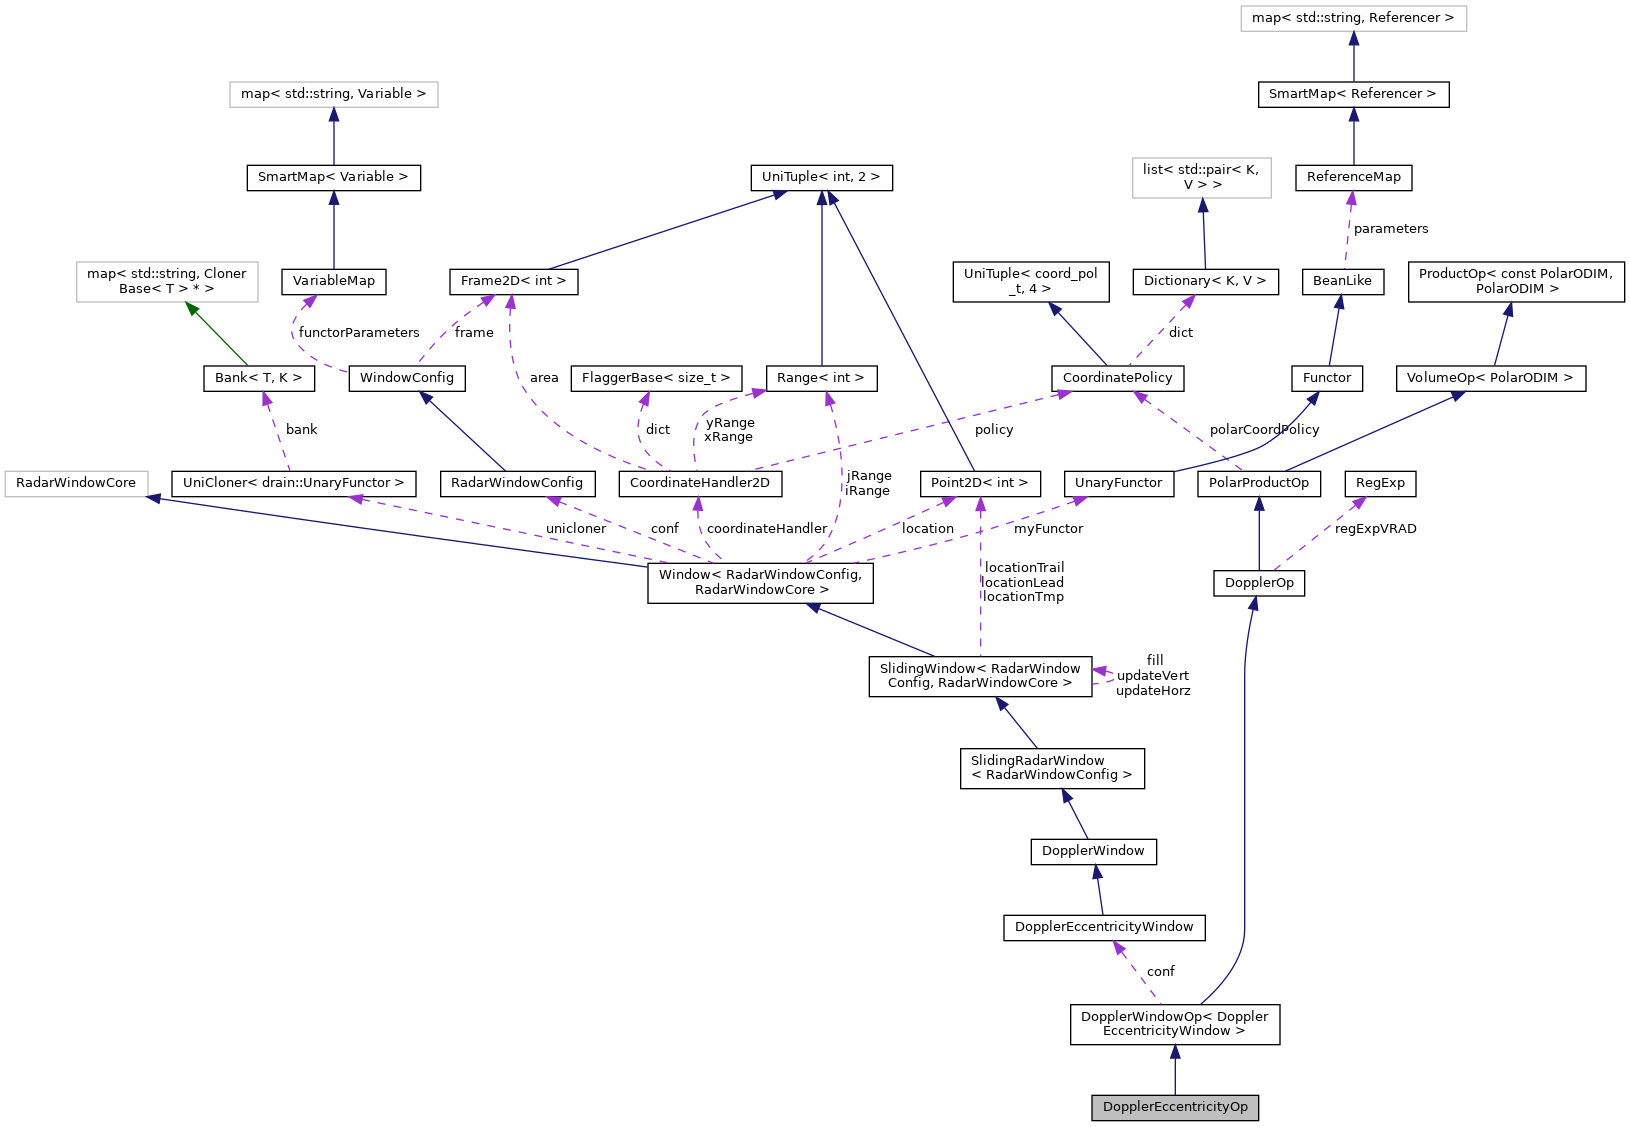 map< std::string, Referencer >
map< std::string, Variable >
SmartMap< Referencer >
SmartMap< Variable >
UniTuple< int, 2 >
list< std::pair< K,
V > >
ReferenceMap
parameters
map< std::string, Cloner
Base< T > * >
VariableMap
Frame2D< int >
UniTuple< coord_pol
_t, 4 >
Dictionary< K, V >
BeanLike
ProductOp< const PolarODIM,
PolarODIM >
functorParameters
frame
dict
Bank< T, K >
WindowConfig
area
FlaggerBase< size_t >
Range< int >
CoordinatePolicy
Functor
VolumeOp< PolarODIM >
bank
dict
yRange
xRange
policy
polarCoordPolicy
RadarWindowCore
UniCloner< drain::UnaryFunctor >
RadarWindowConfig
CoordinateHandler2D
jRange
iRange
Point2D< int >
UnaryFunctor
PolarProductOp
RegExp
unicloner
conf
coordinateHandler
location
myFunctor
regExpVRAD
Window< RadarWindowConfig,
RadarWindowCore >
locationTrail
locationLead
locationTmp
DopplerOp
SlidingWindow< RadarWindow
Config, RadarWindowCore >
fill
updateVert
updateHorz
SlidingRadarWindow
< RadarWindowConfig >
DopplerWindow
DopplerEccentricityWindow
conf
DopplerWindowOp< Doppler
EccentricityWindow >
DopplerEccentricityOp